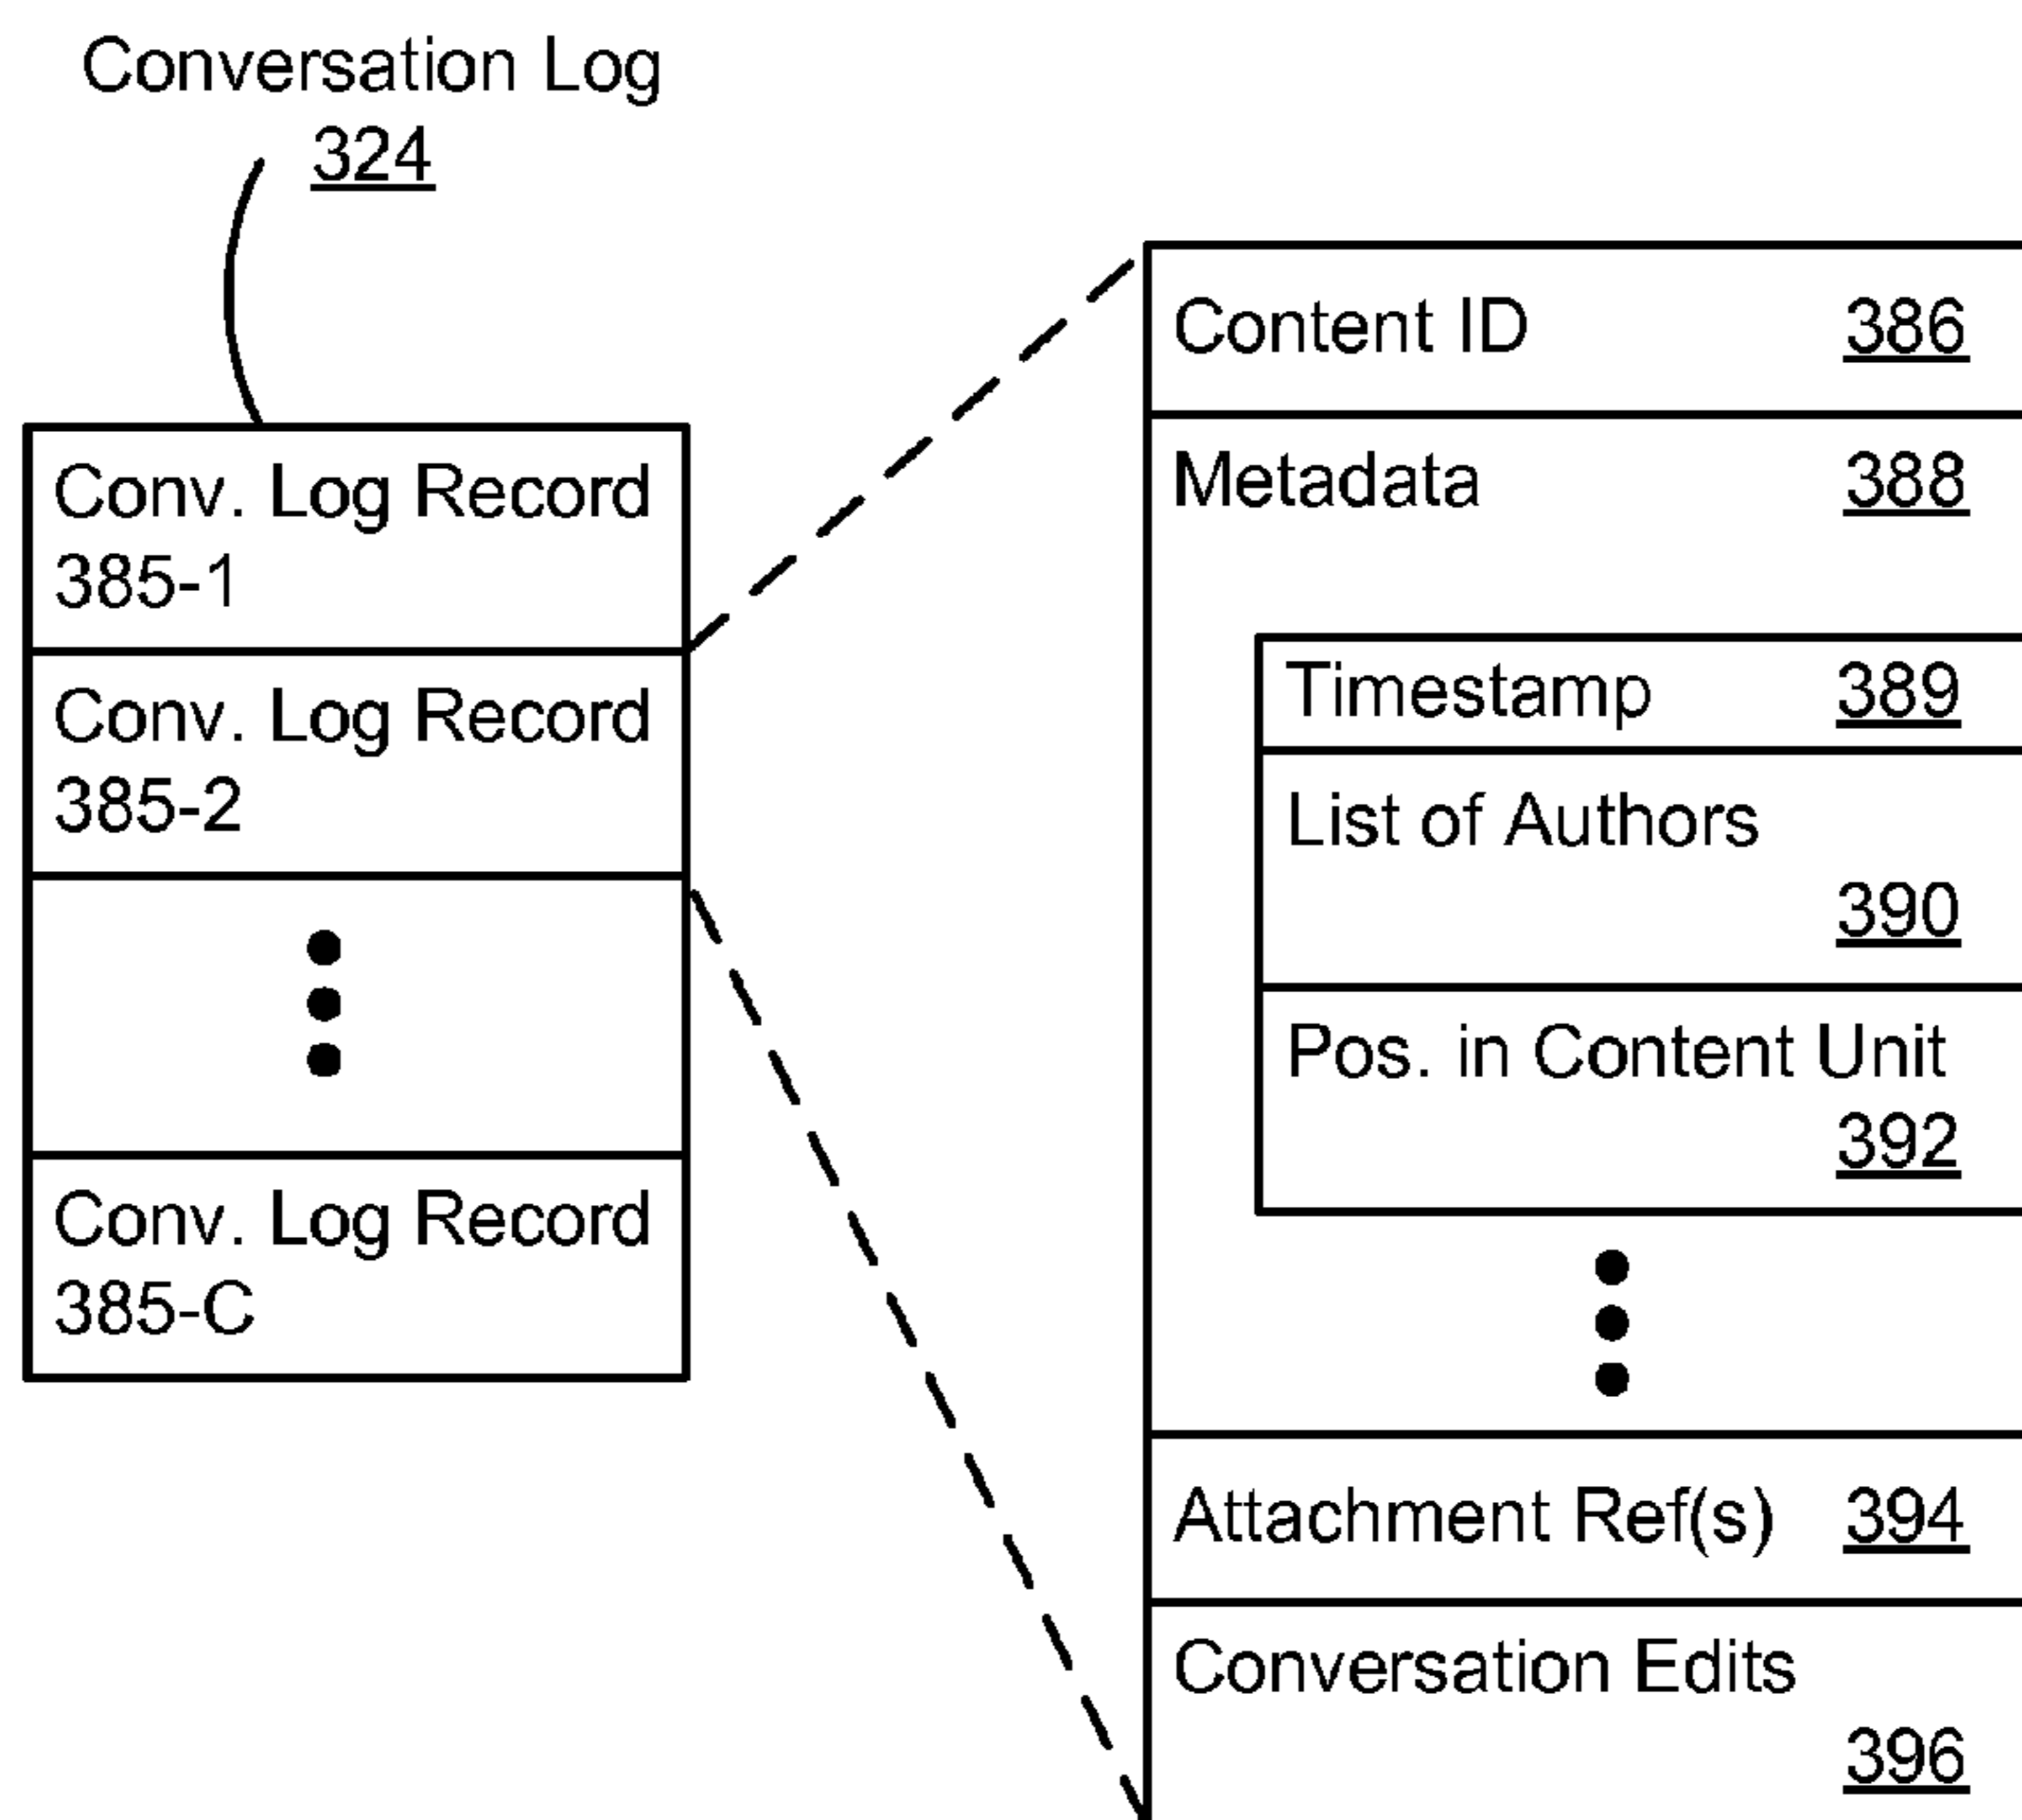 Conversation Log
324
Conv. Log Record
385-1
Conv. Log Record
385-2
Conv. Log Record
385-C
Content ID 386
Metadata 388
Timestamp 389
List of Authors
390
Pos. in Content Unit
392
Attachment Ref(s) 394
Conversation Edits
396